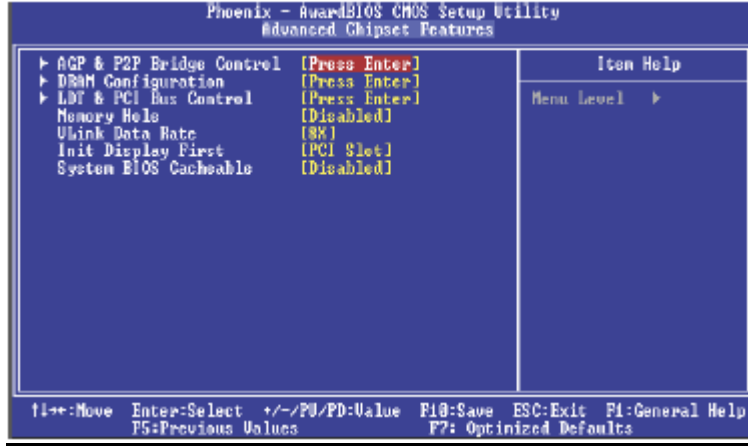 Phoenix - AwardBIOS CMOS Setup Utility
Advanced Chipset Features
AGP & P2P Bridge Control [Press Enter]
DRAM Configuration [Press Enter]
LDT & PCI Bus Control [Press Enter]
Memory Hole [Disabled]
VLink Data Rate [8X]
Init Display First [PCI Slot]
System BIOS Cacheable [Disabled]
Item Help
Menu Level
↑↓→←:Move Enter:Select +/-/PU/PD:Value F10:Save ESC:Exit F1:General Help
F5:Previous Values F7: Optimized Defaults